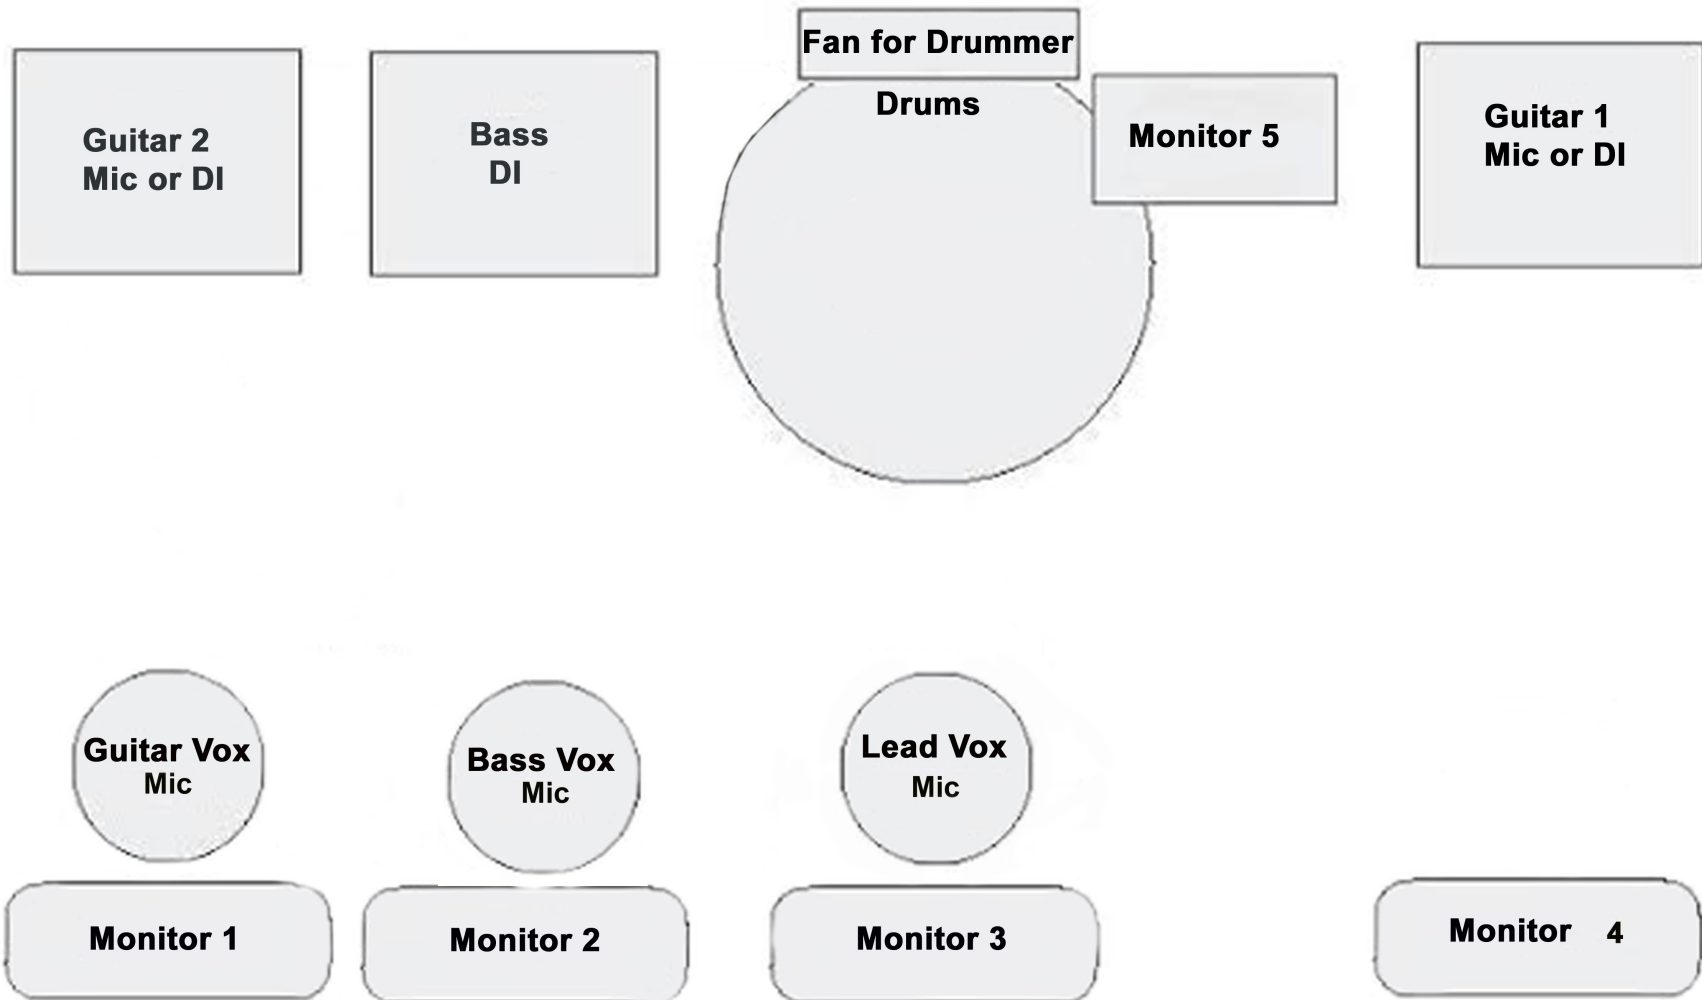 Fan for Drummer
Drums
Guitar 2
Mic or DI
Bass
DI
Monitor 5
Guitar 1
Mic or DI
Guitar Vox
Mic
Bass Vox
Mic
Lead Vox
Mic
Monitor 1
Monitor 2
Monitor 3
Monitor 4